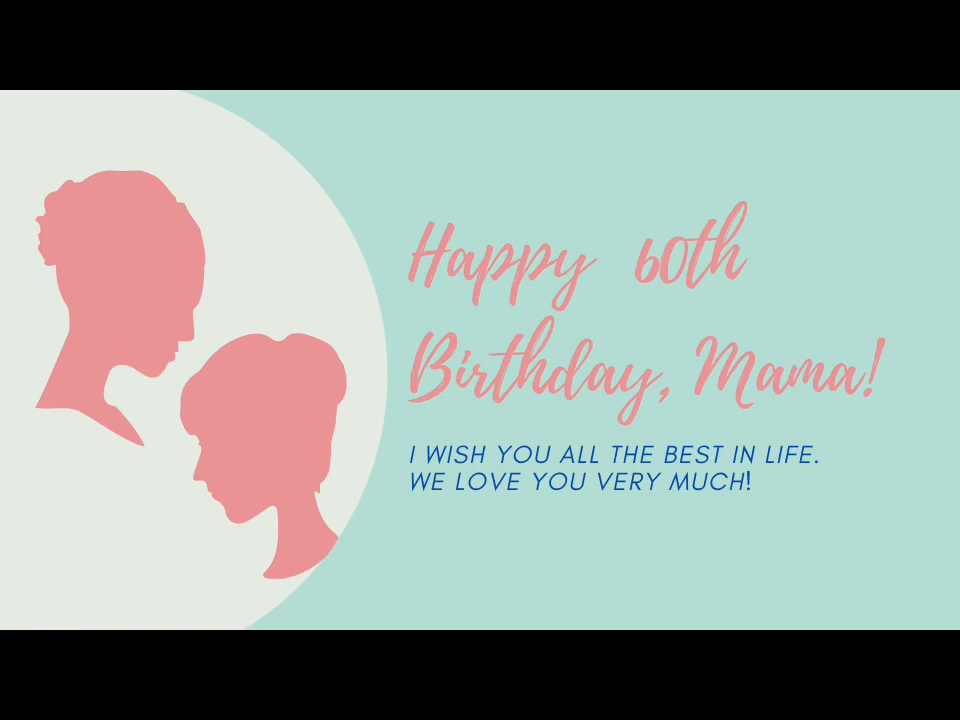 Happy 60th
Birthday, Mama!
I WISH YOU ALL THE BEST IN LIFE.
WE LOVE YOU VERY MUCH!